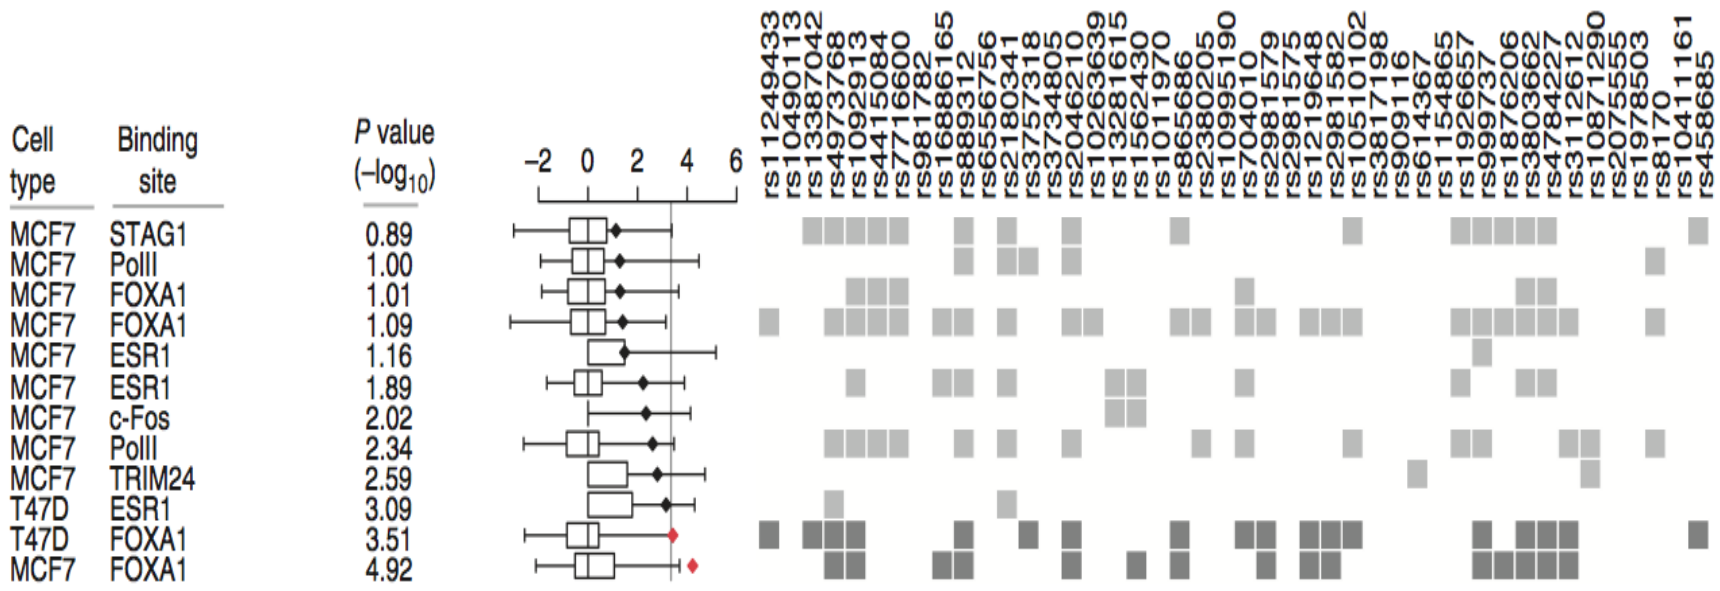 Cell type
Binding site
P value (–log10)
–2 0 2 4 6
rs11249433
rs10490113
rs13387042
rs4973768
rs1092913
rs4415084
rs7716600
rs981782
rs16886165
rs889312
rs6556756
rs2180341
rs3757318
rs3734805
rs2046210
rs10263639
rs13281615
rs1562430
rs1011970
rs865686
rs2380205
rs10995190
rs704010
rs2981579
rs2981575
rs1219648
rs2981582
rs10510102
rs3817198
rs909116
rs614367
rs1154865
rs1926657
rs999737
rs1876206
rs3803662
rs4784227
rs3112612
rs10871290
rs2075555
rs1978503
rs8170
rs10411161
rs458685
MCF7 STAG1 0.89
MCF7 PolII 1.00
MCF7 FOXA1 1.01
MCF7 FOXA1 1.09
MCF7 ESR1 1.16
MCF7 ESR1 1.89
MCF7 c-Fos 2.02
MCF7 PolII 2.34
MCF7 TRIM24 2.59
T47D ESR1 3.09
T47D FOXA1 3.51
MCF7 FOXA1 4.92